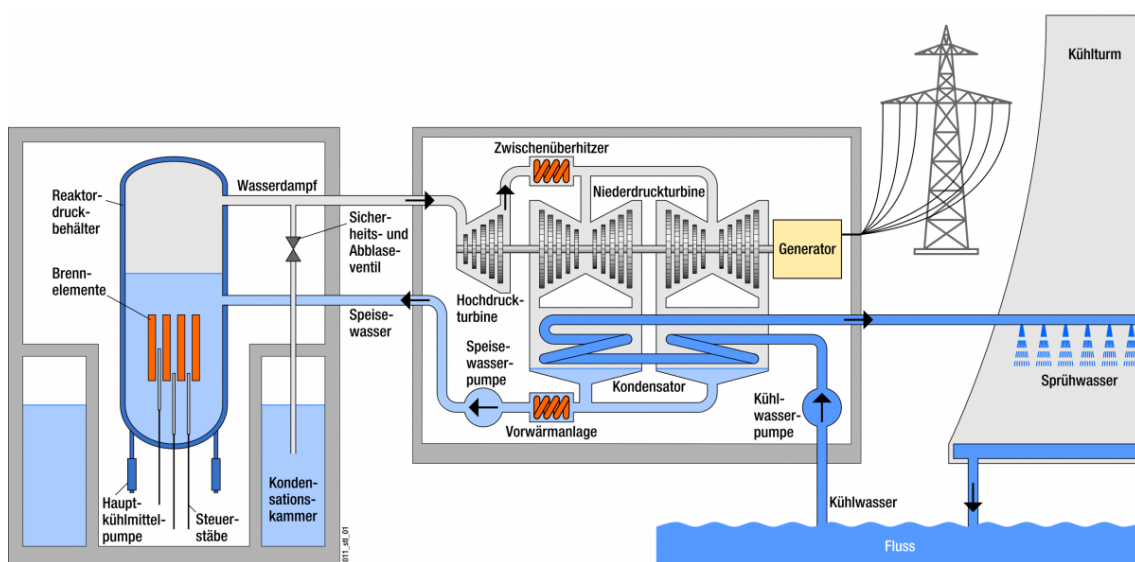 Kühlturm
Zwischenüberhitzer
Wasserdampf
Niederdruckturbine
Reaktor-
druck-
behälter
Sicher-
heits- und
Abblase-
ventil
Generator
Brenn-
elemente
Hochdruck-
turbine
Speise-
wasser
Speise-
wasser-
pumpe
Kondensator
Sprühwasser
Kühl-
wasser-
pumpe
Vorwärmanlage
Haupt-
kühlmittel-
pumpe
Steuer-
stäbe
Konden-
sations-
kammer
Kühlwasser
011_stl_01
Fluss